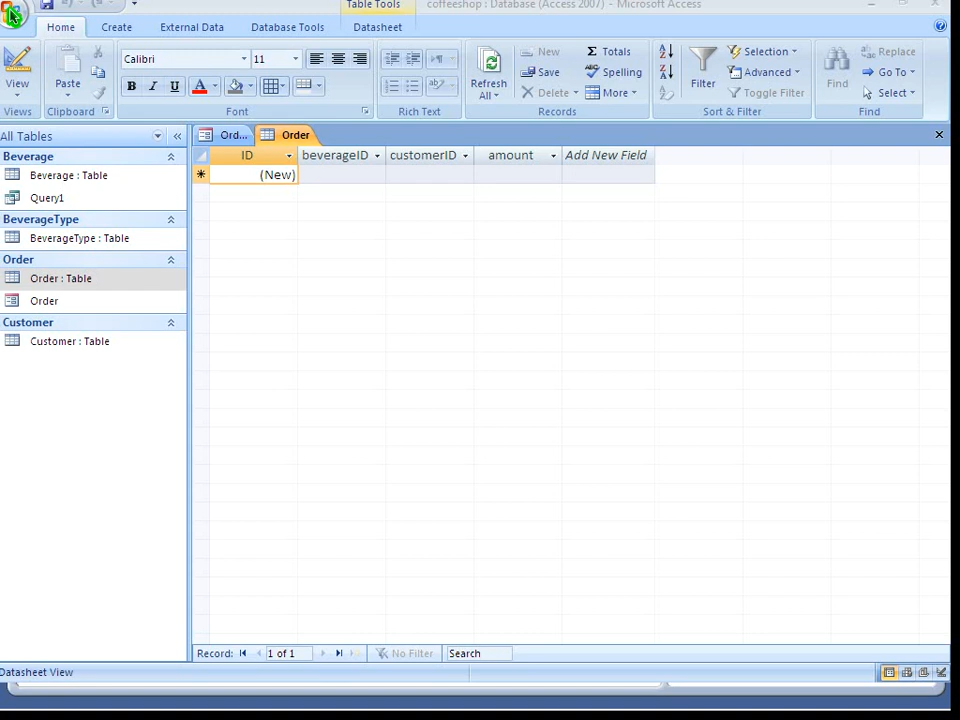 Table Tools coffeeshop : Database (Access 2007) - Microsoft Access
Home Create External Data Database Tools Datasheet
Calibri 11 New Totals Selection Replace
View Paste Refresh All Save Spelling Filter Advanced Find Go To
B I U A Delete More Toggle Filter Select
Views Clipboard Font Rich Text Records Sort & Filter Find
All Tables Ord... Order
Beverage ID beverageID customerID amount Add New Field
Beverage : Table (New)
Query1
BeverageType
BeverageType : Table
Order
Order : Table
Order
Customer
Customer : Table
Record: 1 of 1 No Filter Search
Datasheet View